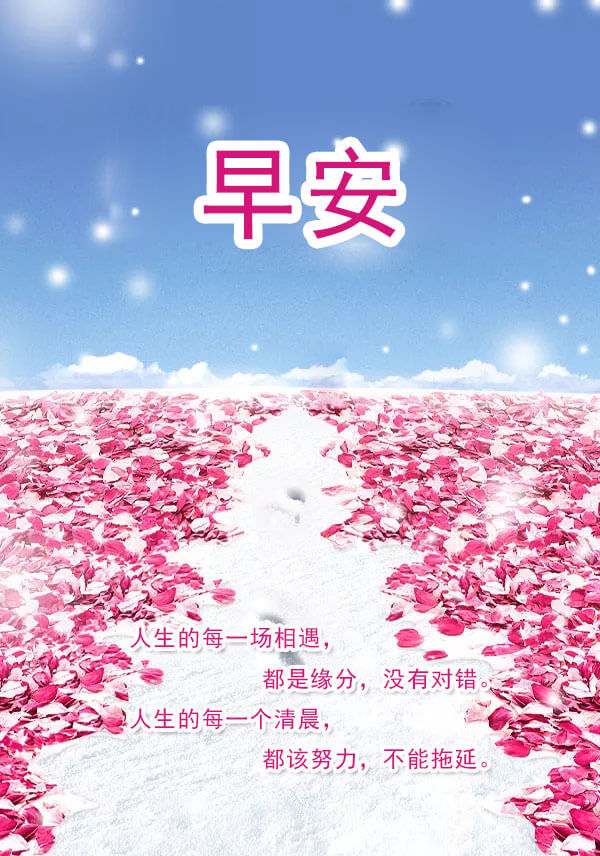 早安
人生的每一场相遇，
都是缘分，没有对错。
人生的每一个清晨，
都该努力，不能拖延。